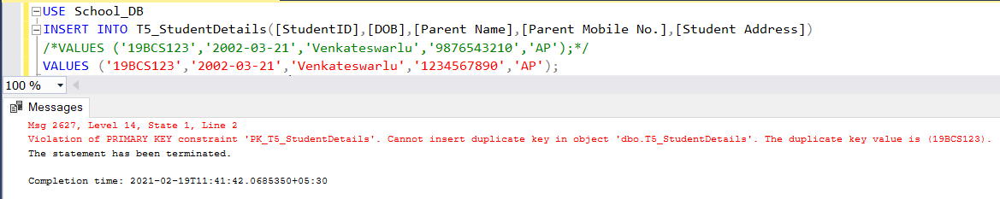 USE School_DB
INSERT INTO T5_StudentDetails([StudentID],[DOB],[Parent Name],[Parent Mobile No.],[Student Address])
/*VALUES ('19BCS123','2002-03-21','Venkateswarlu','9876543210','AP');*/
VALUES ('19BCS123','2002-03-21','Venkateswarlu','1234567890','AP');
100 %
Messages
Msg 2627, Level 14, State 1, Line 2
Violation of PRIMARY KEY constraint 'PK_T5_StudentDetails'. Cannot insert duplicate key in object 'dbo.T5_StudentDetails'. The duplicate key value is (19BCS123).
The statement has been terminated.
Completion time: 2021-02-19T11:41:42.0685350+05:30